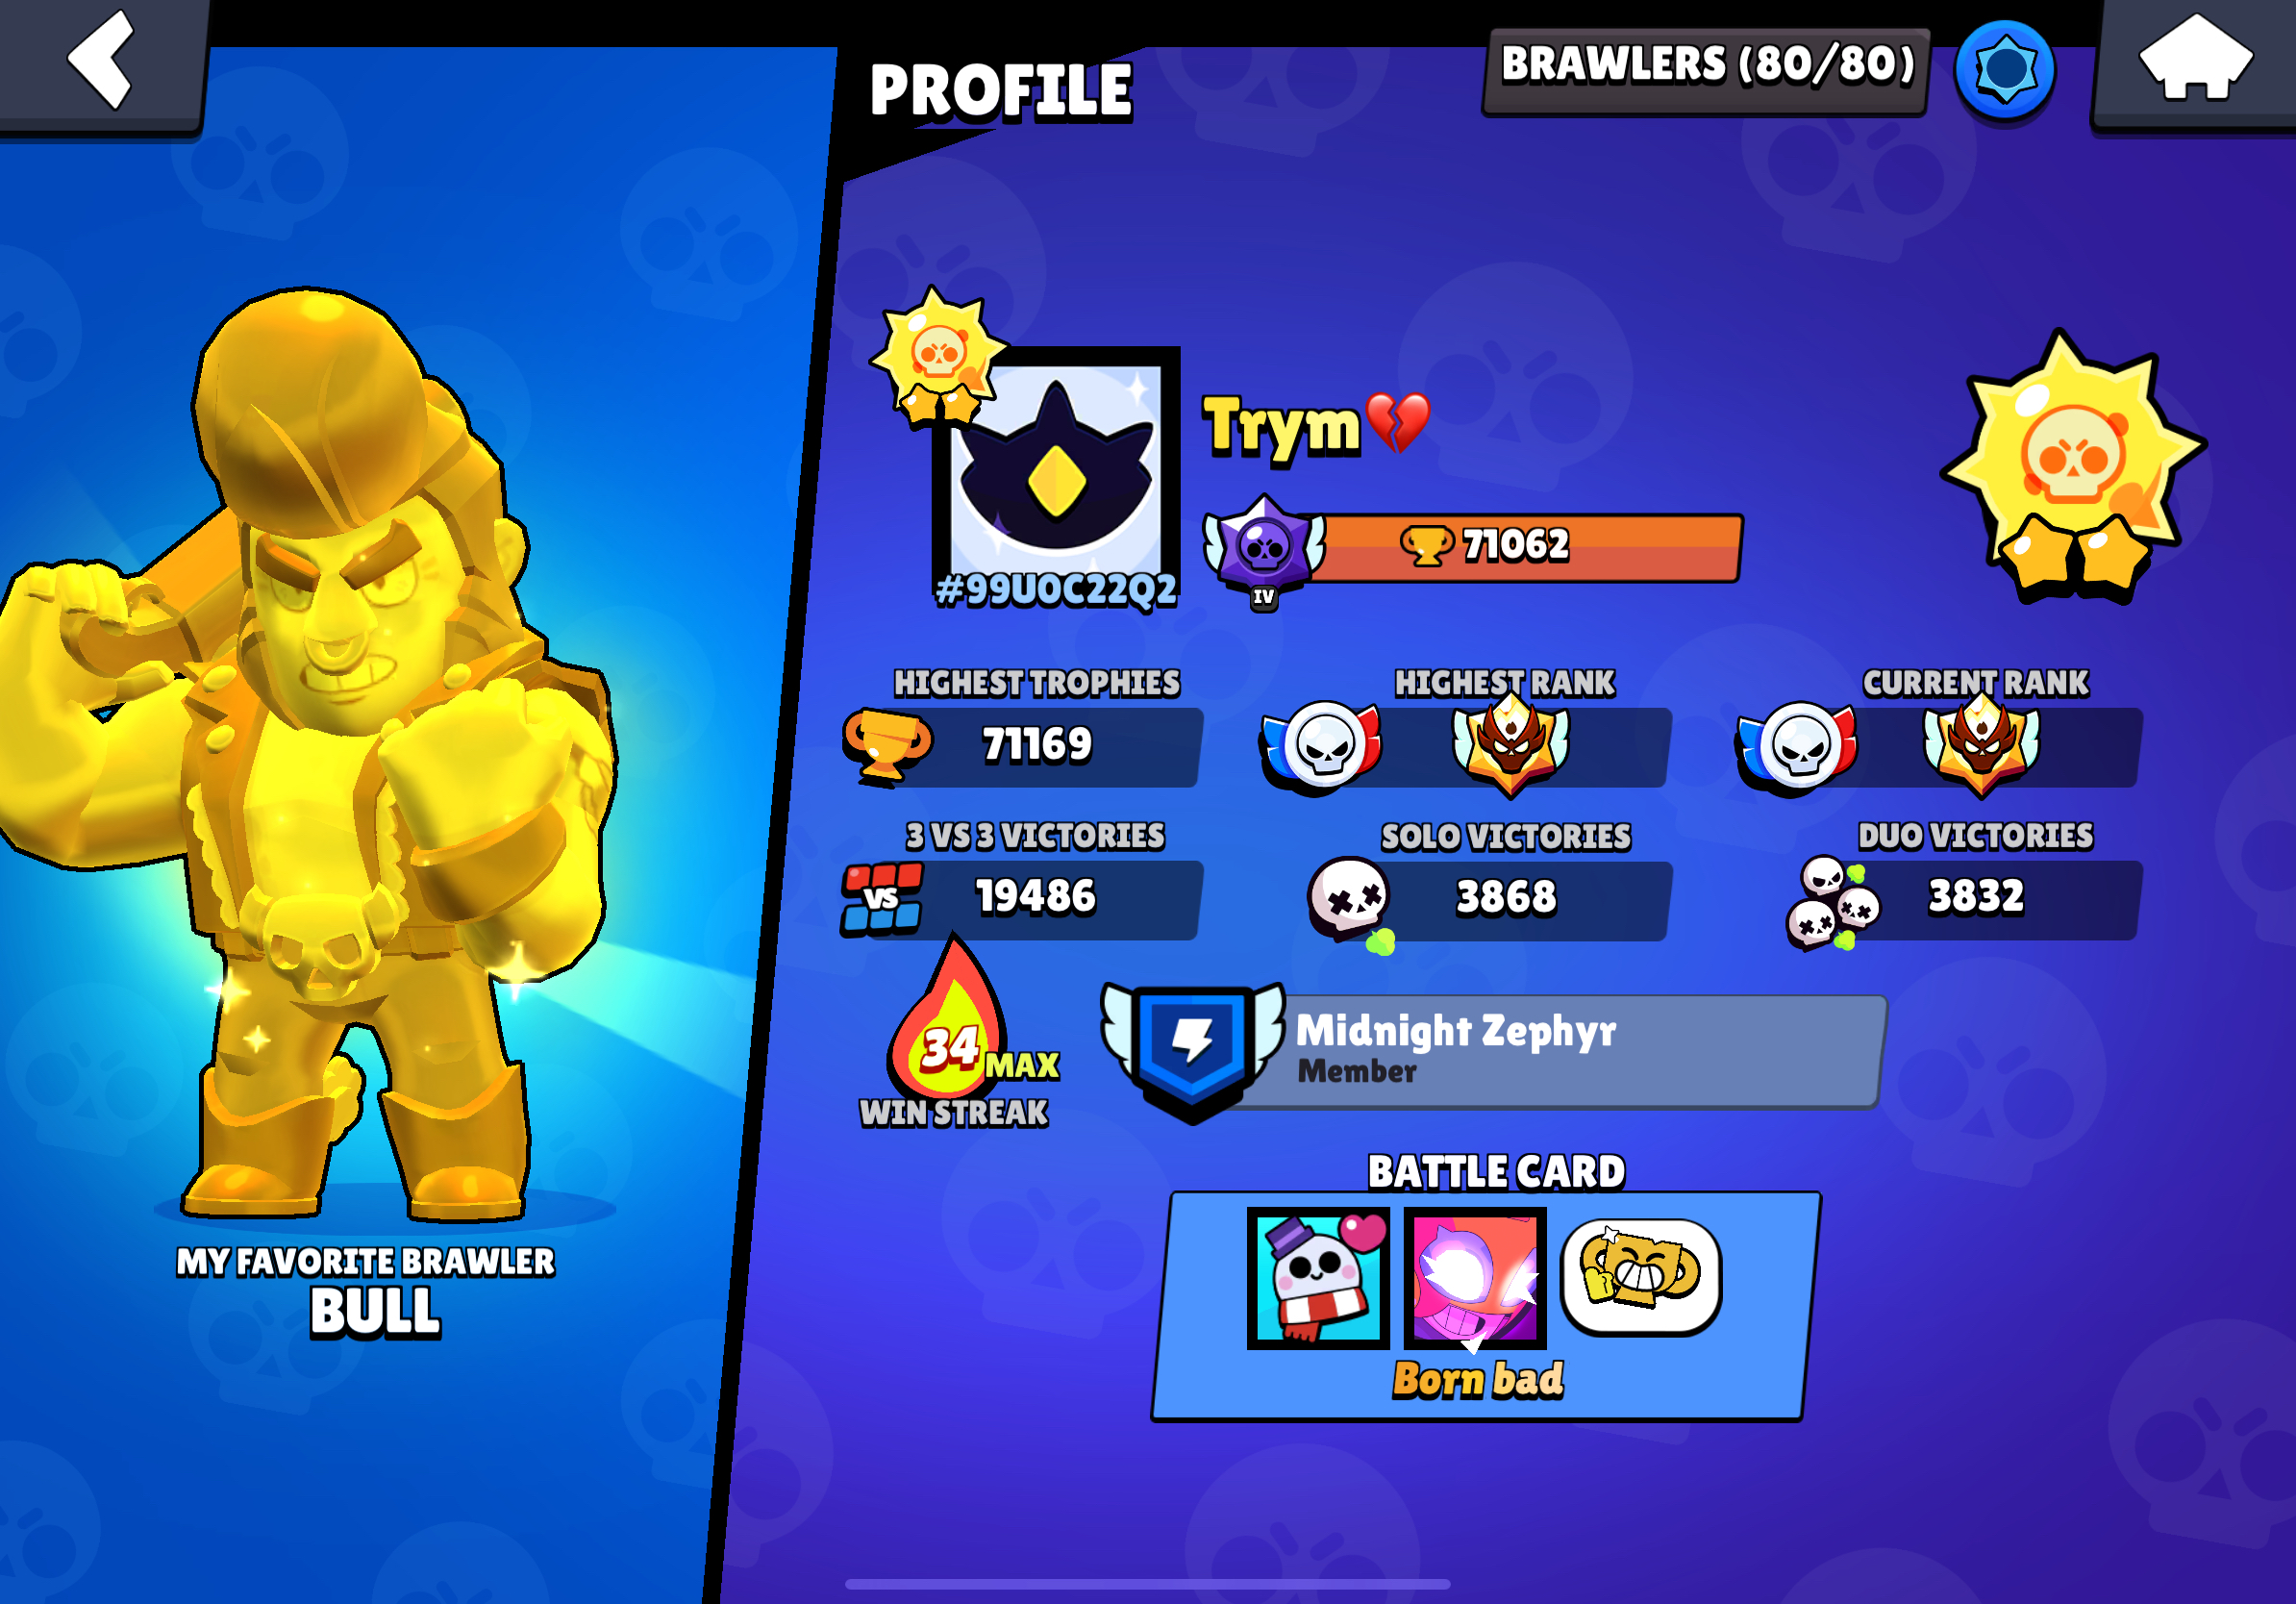 PROFILE
BRAWLERS (80/80)
Trym💔
#99U0C22Q2
IV
71062
HIGHEST TROPHIES
71169
HIGHEST RANK
CURRENT RANK
3 VS 3 VICTORIES
VS
19486
SOLO VICTORIES
3868
DUO VICTORIES
3832
34 MAX
WIN STREAK
Midnight Zephyr
Member
BATTLE CARD
Born bad
MY FAVORITE BRAWLER
BULL